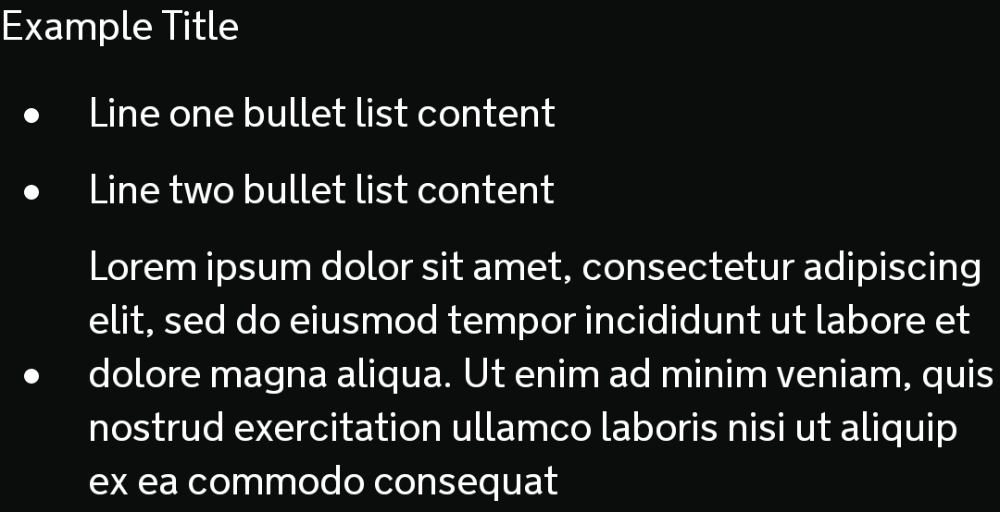 Example Title
• Line one bullet list content
• Line two bullet list content
Lorem ipsum dolor sit amet, consectetur adipiscing
elit, sed do eiusmod tempor incididunt ut labore et
• dolore magna aliqua. Ut enim ad minim veniam, quis
nostrud exercitation ullamco laboris nisi ut aliquip
ex ea commodo consequat